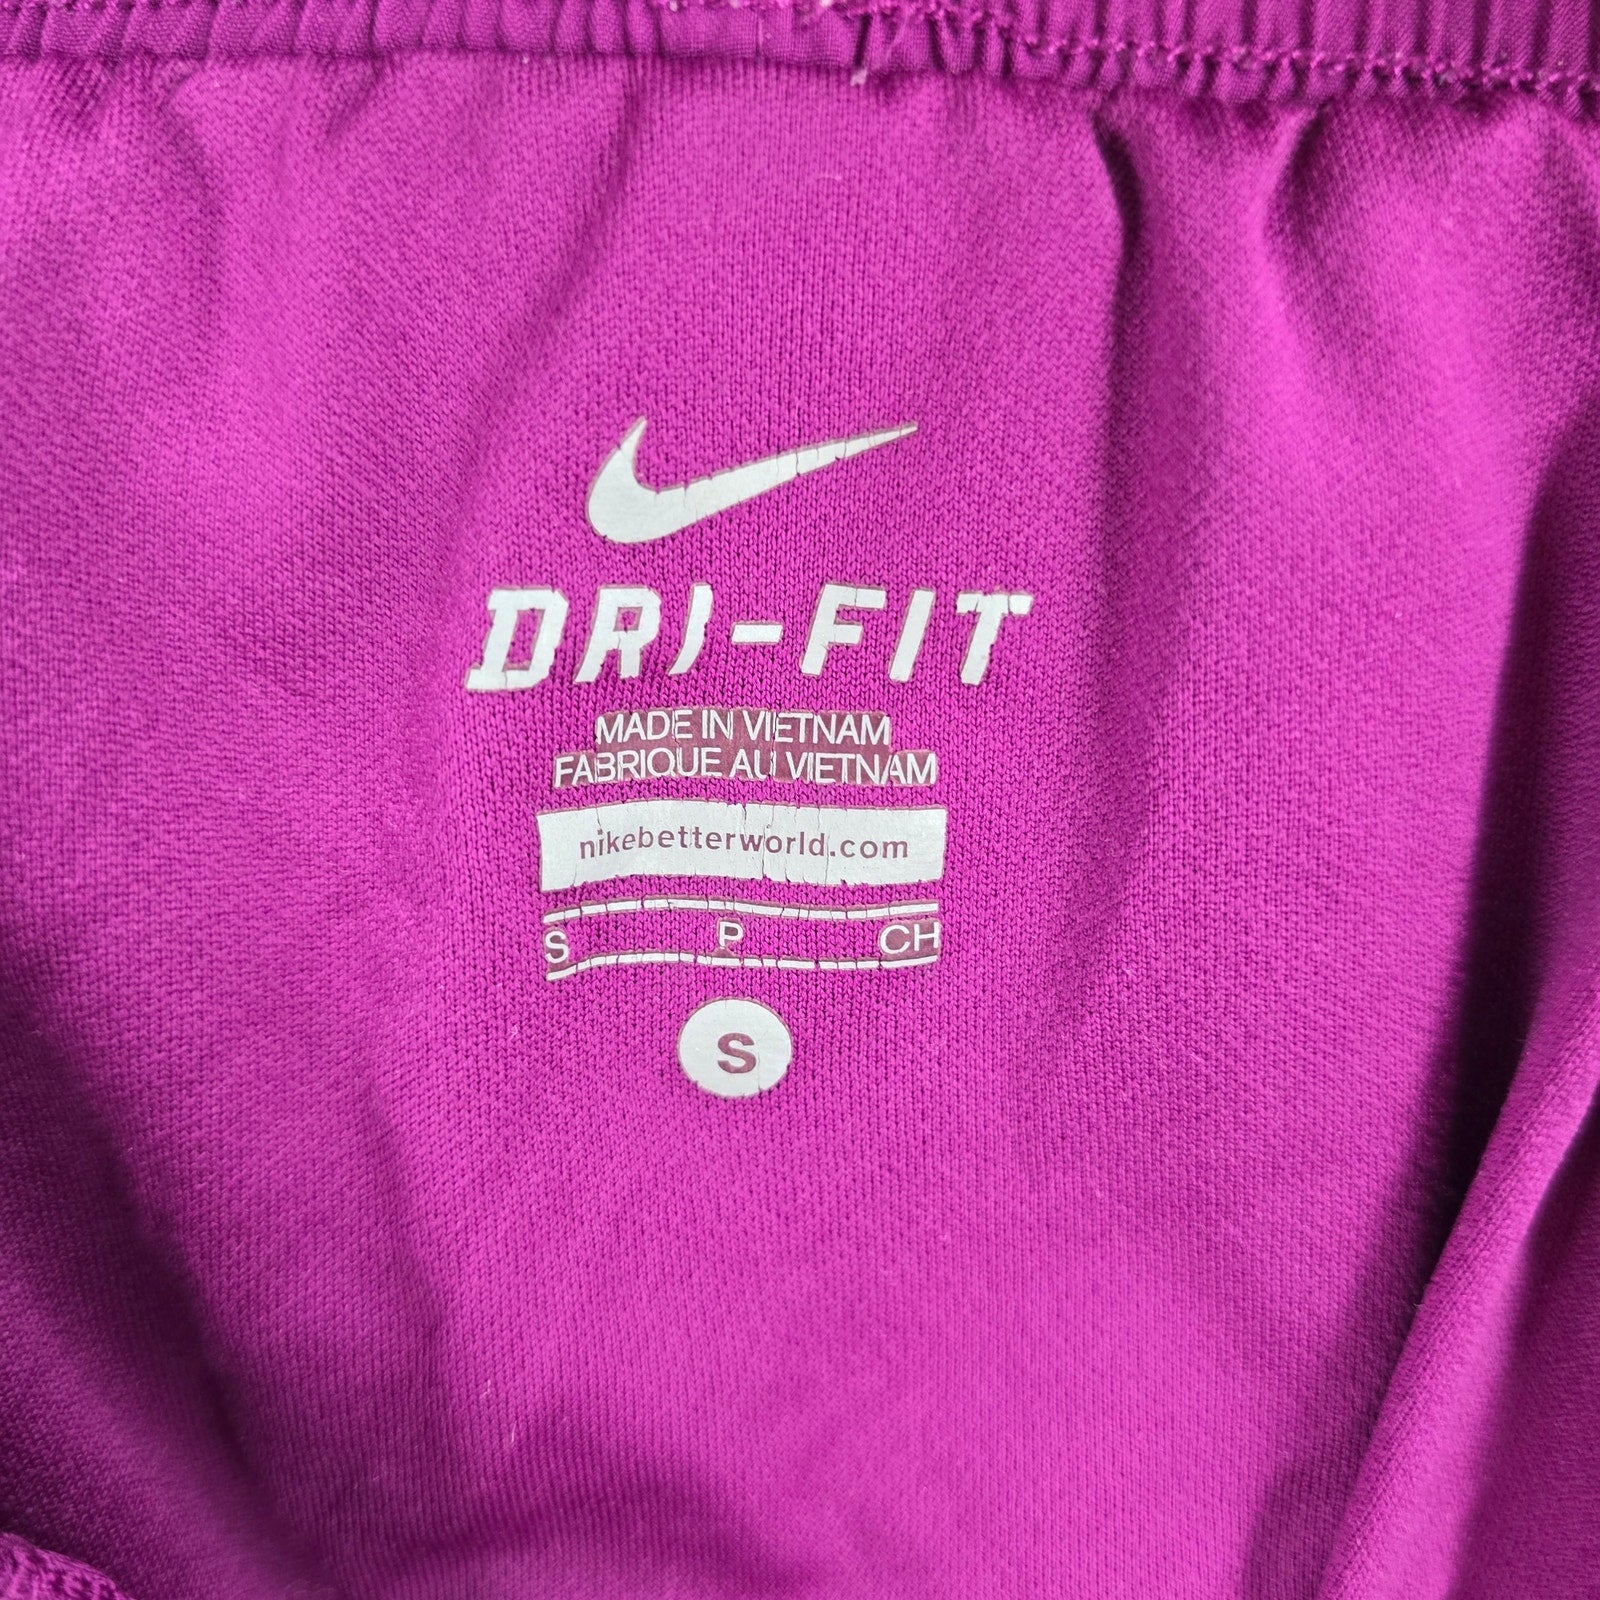 DRI-FIT
MADE IN VIETNAM
FABRIQUE AU VIETNAM
nikebetterworld.com
S P CH
S